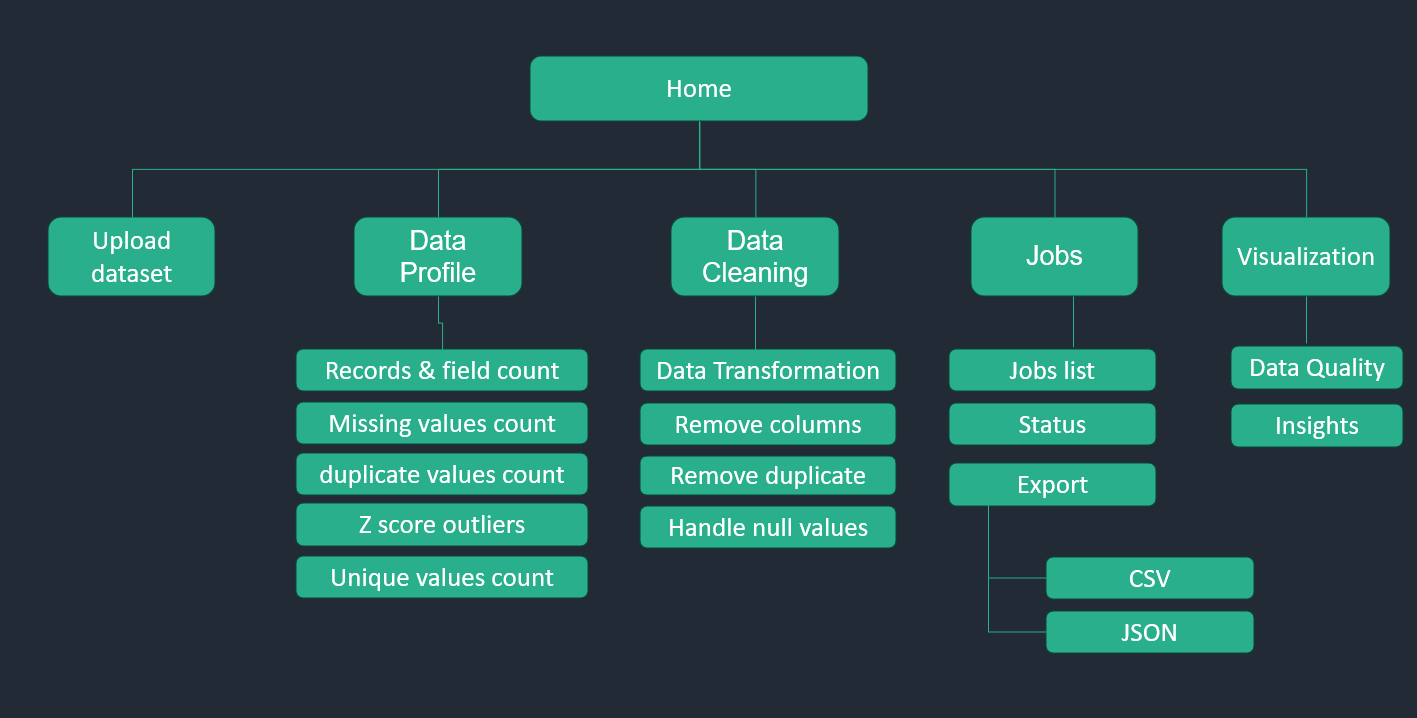 Home
Upload
dataset
Data
Profile
Data
Cleaning
Jobs
Visualization
Records & field count
Missing values count
duplicate values count
Z score outliers
Unique values count
Data Transformation
Remove columns
Remove duplicate
Handle null values
Jobs list
Status
Export
CSV
JSON
Data Quality
Insights